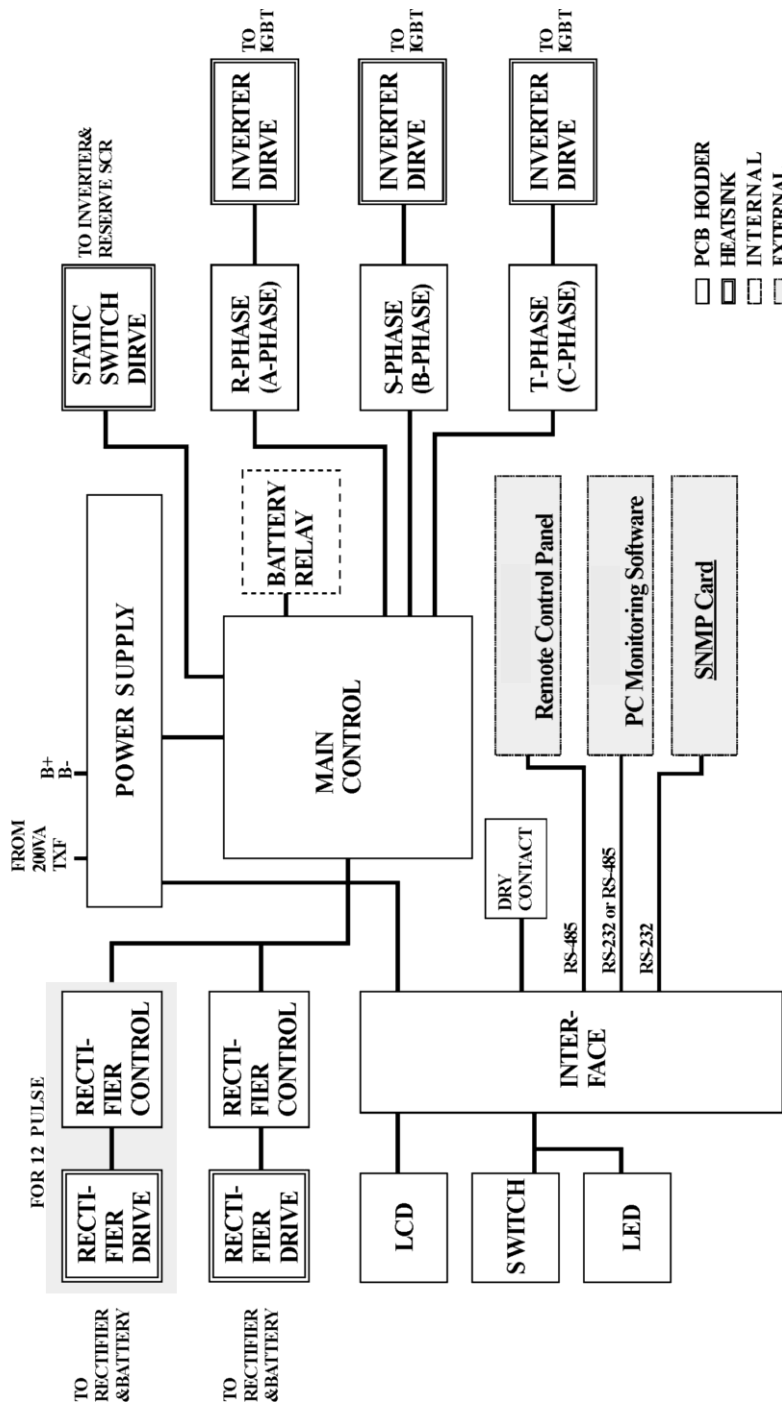 TO
RECTIFIER
&BATTERY
FOR 12 PULSE
RECTI-
FIER
DRIVE
RECTI-
FIER
CONTROL
FROM
200VA
TXF
B+
B-
POWER SUPPLY
STATIC
SWITCH
DIRVE
TO INVERTER&
RESERVE SCR
TO
RECTIFIER
&BATTERY
RECTI-
FIER
DRIVE
RECTI-
FIER
CONTROL
MAIN
CONTROL
BATTERY
RELAY
R-PHASE
(A-PHASE)
INVERTER
DIRVE
TO
IGBT
S-PHASE
(B-PHASE)
INVERTER
DIRVE
TO
IGBT
T-PHASE
(C-PHASE)
INVERTER
DIRVE
TO
IGBT
LCD
SWITCH
LED
INTER-
FACE
DRY
CONTACT
RS-485
Remote Control Panel
RS-232 or RS-485
PC Monitoring Software
RS-232
SNMP Card
PCB HOLDER
HEATSINK
INTERNAL
EXTERNAL